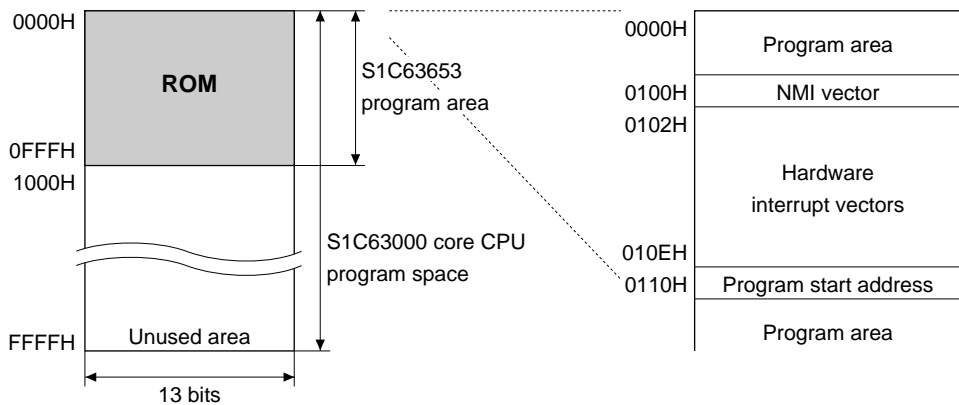 0000H
ROM
0FFFH
1000H
S1C63653
program area
S1C63000 core CPU
program space
FFFFH
Unused area
13 bits
0000H
Program area
0100H
NMI vector
0102H
Hardware
interrupt vectors
010EH
0110H
Program start address
Program area